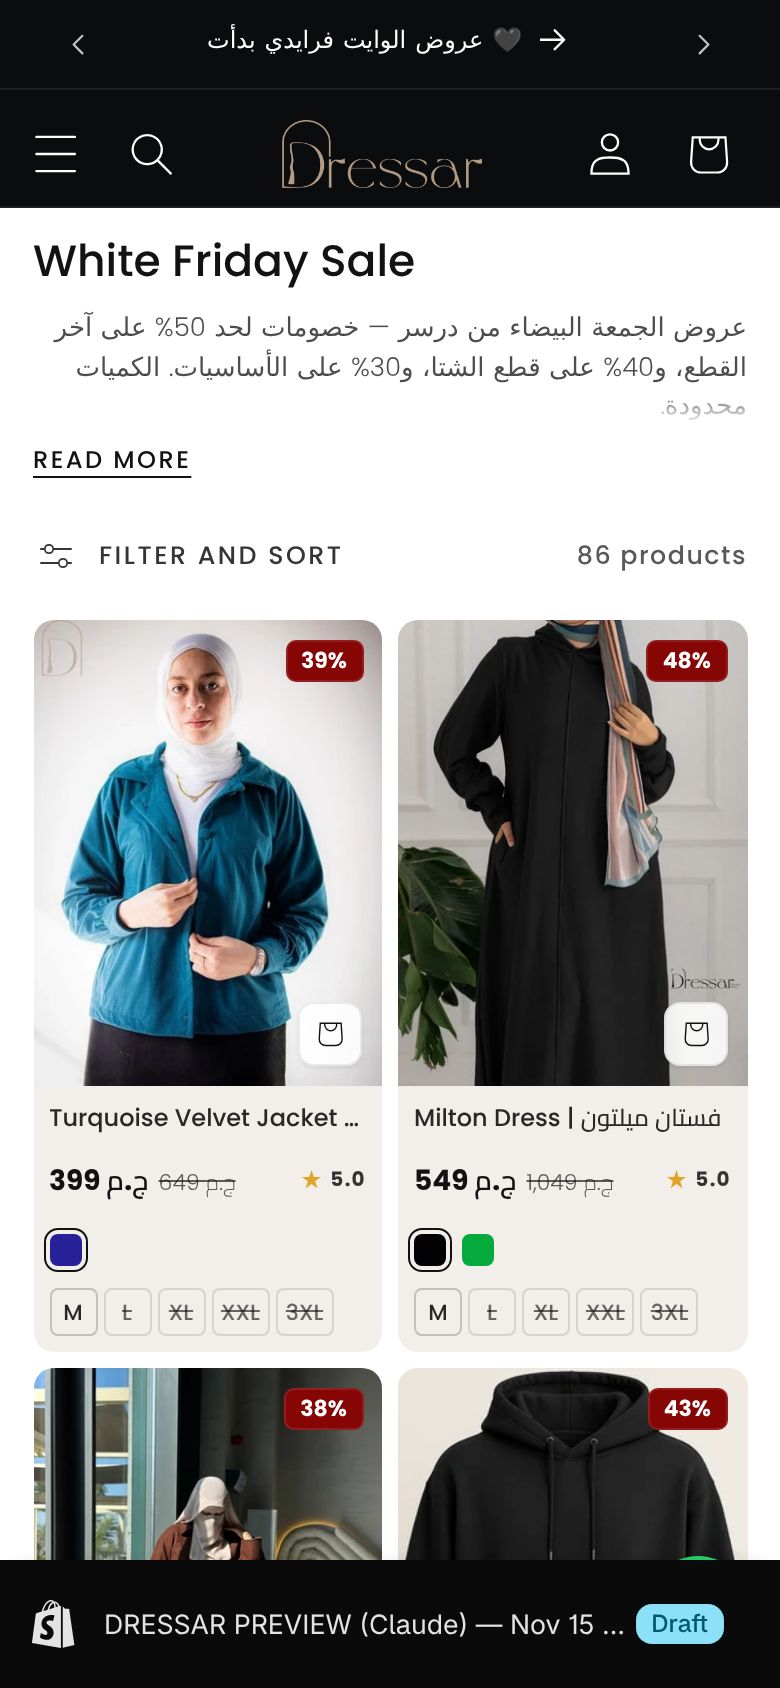 عروض الوايت فرايدي بدأت 🖤 →
Dressar
White Friday Sale
عروض الجمعة البيضاء من درسر — خصومات لحد 50% على آخر
القطع، و40% على قطع الشتا، و30% على الأساسيات. الكميات
محدودة.
READ MORE
FILTER AND SORT
86 products
D
39%
48%
Dressar
Turquoise Velvet Jacket ...
Milton Dress | فستان ميلتون
399 ج.م 649 ج.م ★ 5.0
549 ج.م 1,049 ج.م ★ 5.0
M L XL XXL 3XL
M L XL XXL 3XL
38%
43%
DRESSAR PREVIEW (Claude) — Nov 15 ...
Draft